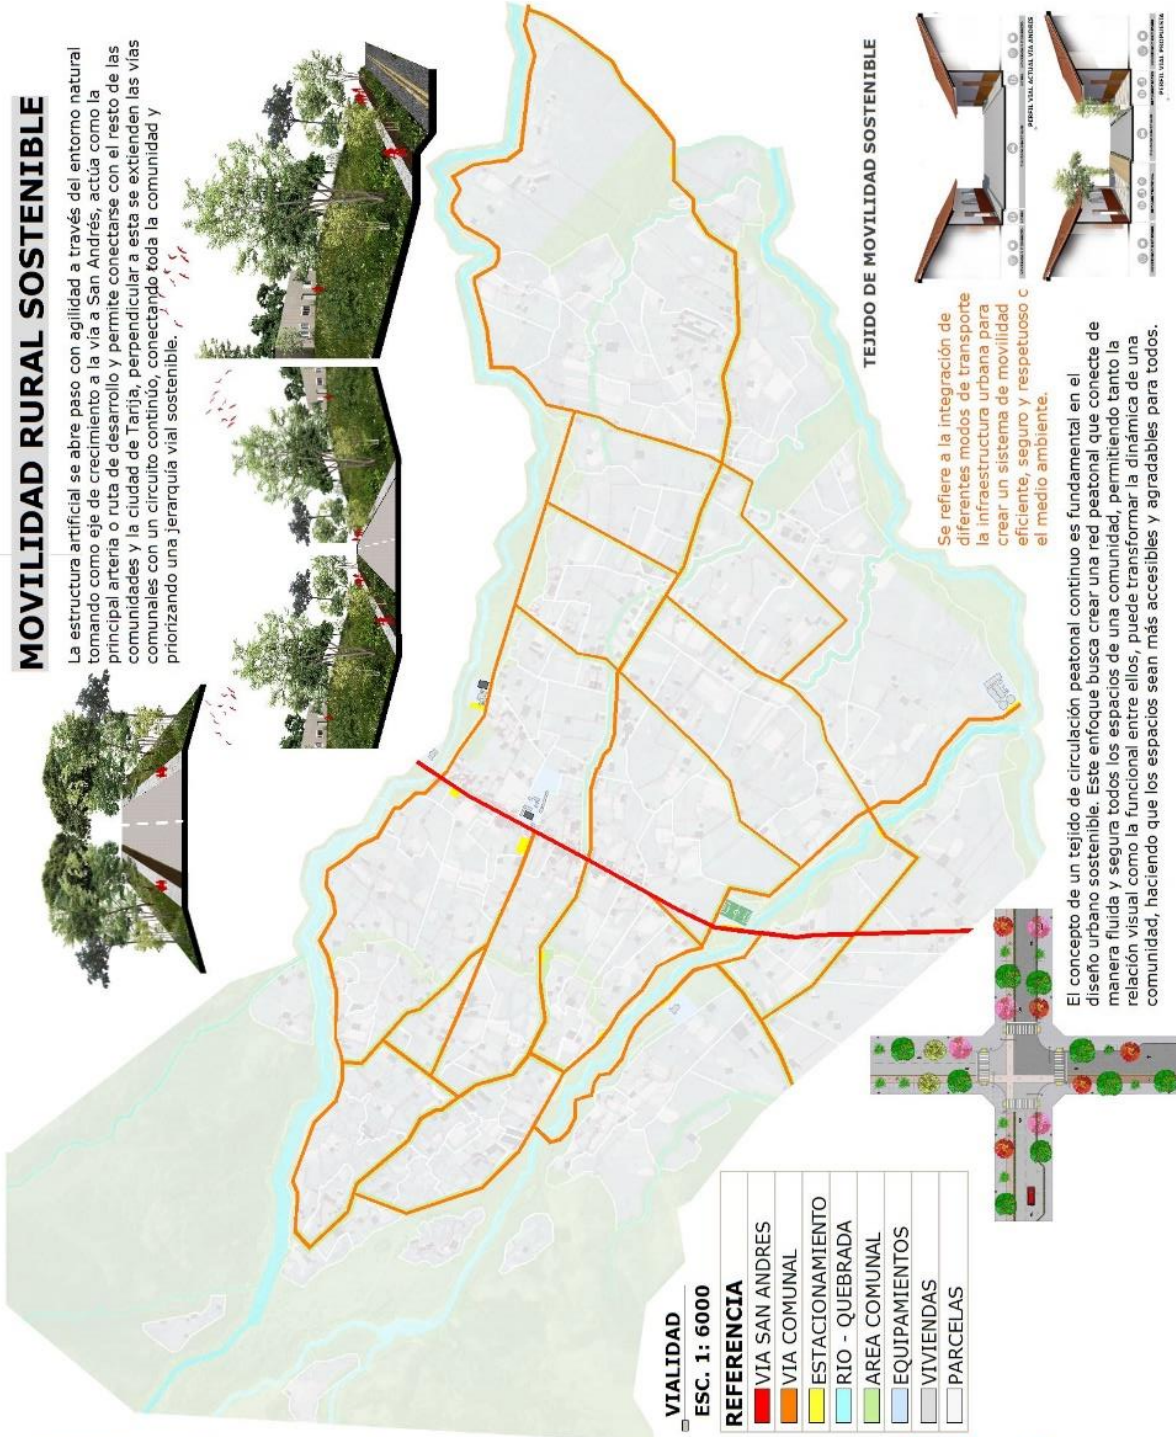 MOVILIDAD RURAL SOSTENIBLE
La estructura artificial se abre paso con agilidad a través del entorno natural
tomando como eje de crecimiento a la vía a San Andrés, actúa como la
principal arteria o ruta de desarrollo y permite conectarse con el resto de las
comunidades y la ciudad de Tarija, perpendicular a esta se extienden las vías
comunales con un circuito continúo, conectando toda la comunidad y
priorizando una jerarquía vial sostenible.
TEJIDO DE MOVILIDAD SOSTENIBLE
Se refiere a la integración de
diferentes modos de transporte
la infraestructura urbana para
crear un sistema de movilidad
eficiente, seguro y respetuoso c
el medio ambiente.
PERFIL VIAL ACTUAL VIA ANDRES
PERFIL VIAL PROPUESTA
El concepto de un tejido de circulación peatonal continuo es fundamental en el
diseño urbano sostenible. Este enfoque busca crear una red peatonal que conecte de
manera fluida y segura todos los espacios de una comunidad, permitiendo tanto la
relación visual como la funcional entre ellos, puede transformar la dinámica de una
comunidad, haciendo que los espacios sean más accesibles y agradables para todos.
VIALIDAD
ESC. 1: 6000
REFERENCIA
VIA SAN ANDRES
VIA COMUNAL
ESTACIONAMIENTO
RIO - QUEBRADA
AREA COMUNAL
EQUIPAMIENTOS
VIVIENDAS
PARCELAS